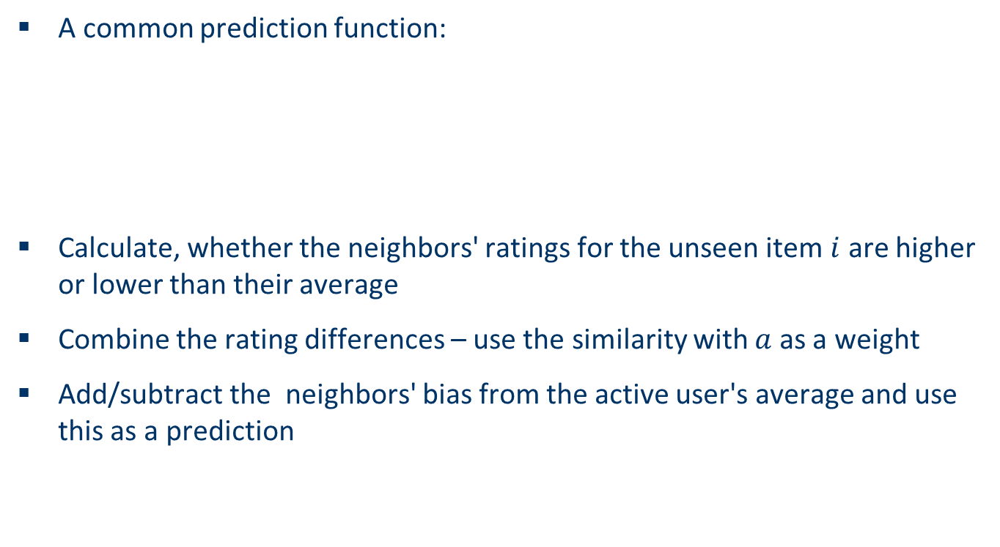 ▪ A common prediction function:
▪ Calculate, whether the neighbors' ratings for the unseen item 𝑖 are higher
or lower than their average
▪ Combine the rating differences – use the similarity with 𝑎 as a weight
▪ Add/subtract the  neighbors' bias from the active user's average and use
this as a prediction